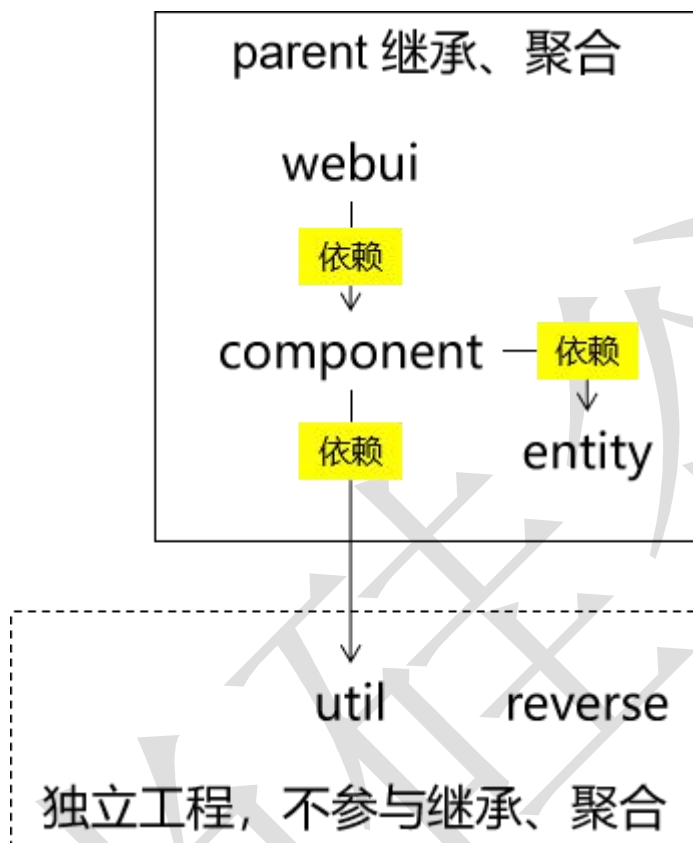 parent 继承、聚合
webui
依赖
component
依赖
依赖
entity
util reverse
独立工程，不参与继承、聚合